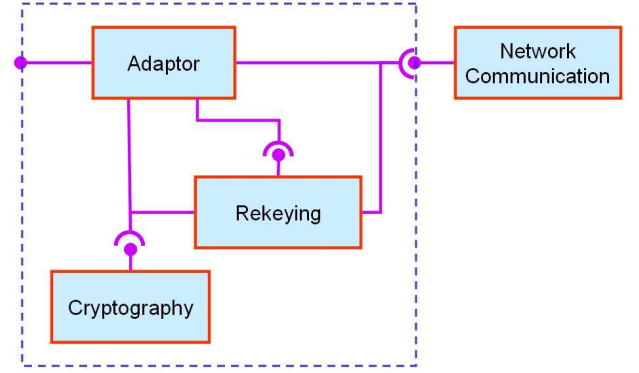 Adaptor
Network
Communication
Rekeying
Cryptography